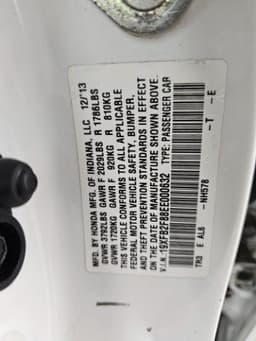 MFD. BY HONDA MFG. OF INDIANA, LLC 12/'13
GVWR 3792LBS GAWR F 2029LBS R 1786LBS
GVWR 1720KG GAWR F 920KG R 810KG
THIS VEHICLE CONFORMS TO ALL APPLICABLE
FEDERAL MOTOR VEHICLE SAFETY, BUMPER,
THEFT PREVENTION STANDARDS IN EFFECT
ON THE DATE OF MANUFACTURE SHOWN ABOVE.
V.I.N.:19XFB2F88EE000632 TYPE:PASSENGER CAR
TR3 E AL6 -NH578 -T -E